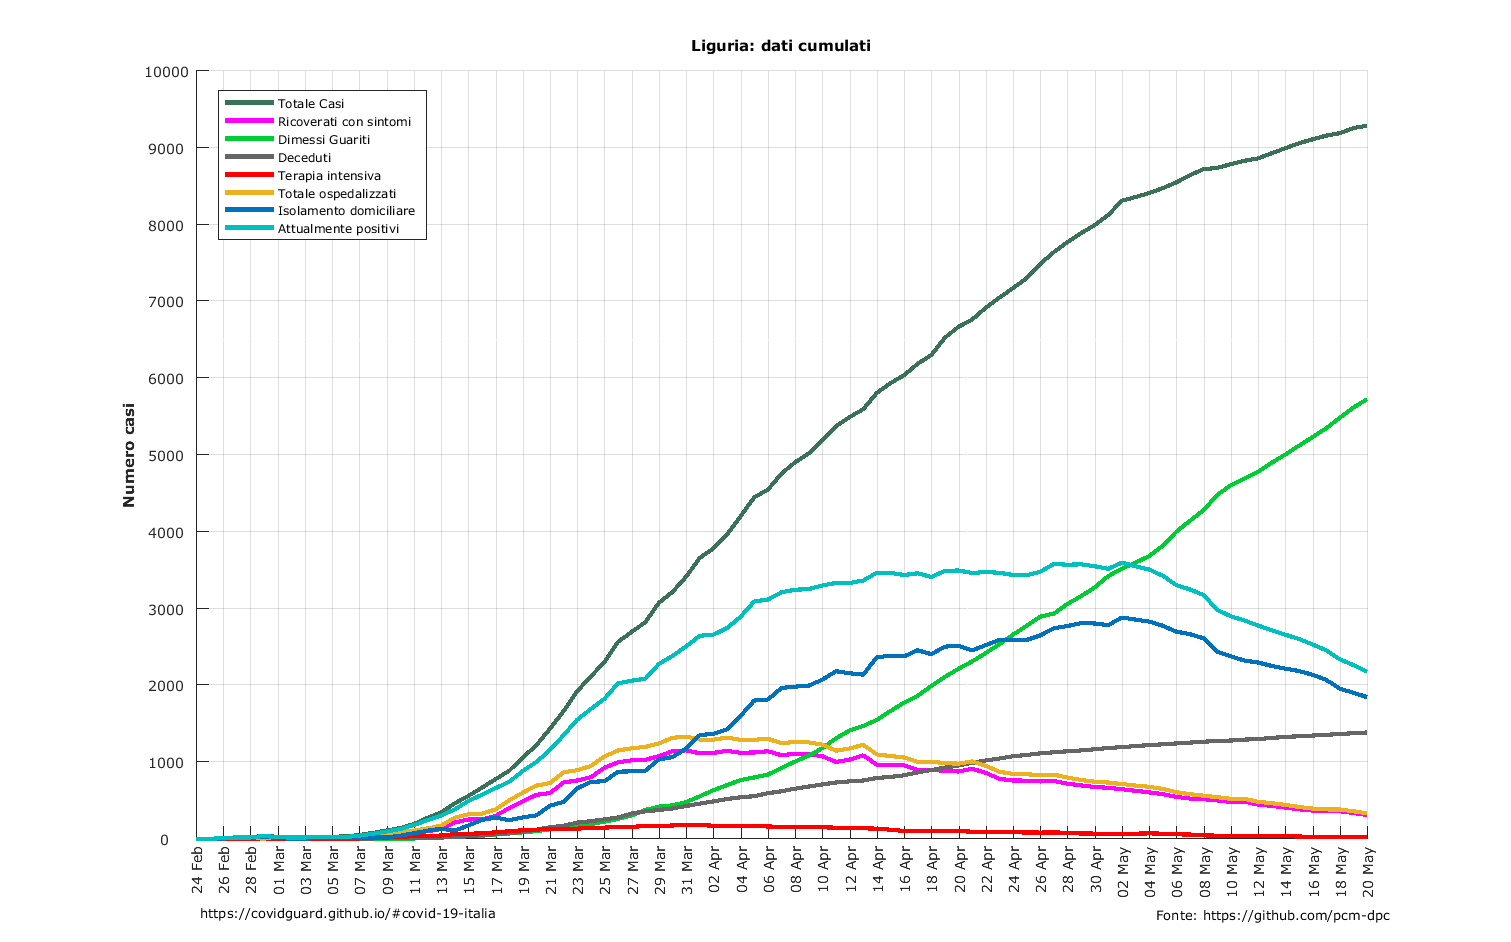 Liguria: dati cumulati
Numero casi
10000
9000
8000
7000
6000
5000
4000
3000
2000
1000
0
Totale Casi
Ricoverati con sintomi
Dimessi Guariti
Deceduti
Terapia intensiva
Totale ospedalizzati
Isolamento domiciliare
Attualmente positivi
24 Feb
26 Feb
28 Feb
01 Mar
03 Mar
05 Mar
07 Mar
09 Mar
11 Mar
13 Mar
15 Mar
17 Mar
19 Mar
21 Mar
23 Mar
25 Mar
27 Mar
29 Mar
31 Mar
02 Apr
04 Apr
06 Apr
08 Apr
10 Apr
12 Apr
14 Apr
16 Apr
18 Apr
20 Apr
22 Apr
24 Apr
26 Apr
28 Apr
30 Apr
02 May
04 May
06 May
08 May
10 May
12 May
14 May
16 May
18 May
20 May
https://covidguard.github.io/#covid-19-italia
Fonte: https://github.com/pcm-dpc